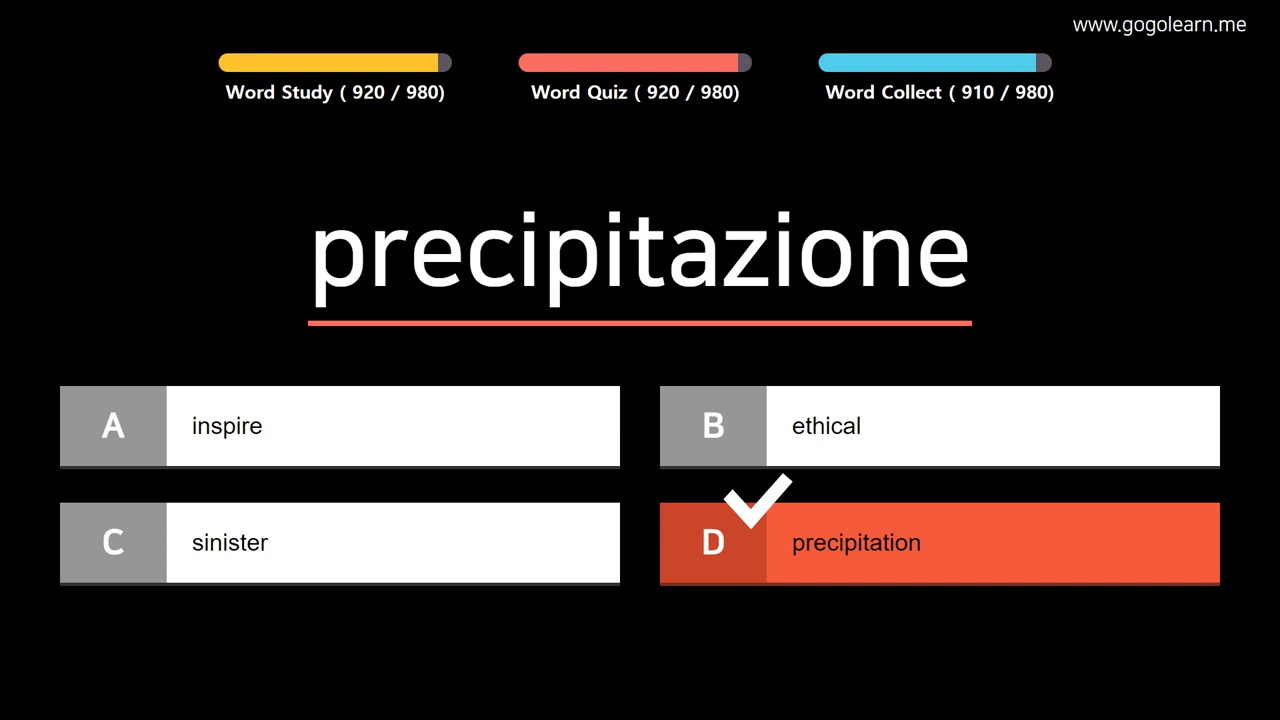 www.gogolearn.me
Word Study ( 920 / 980)
Word Quiz ( 920 / 980)
Word Collect ( 910 / 980)
precipitazione
A inspire
B ethical
C sinister
D precipitation